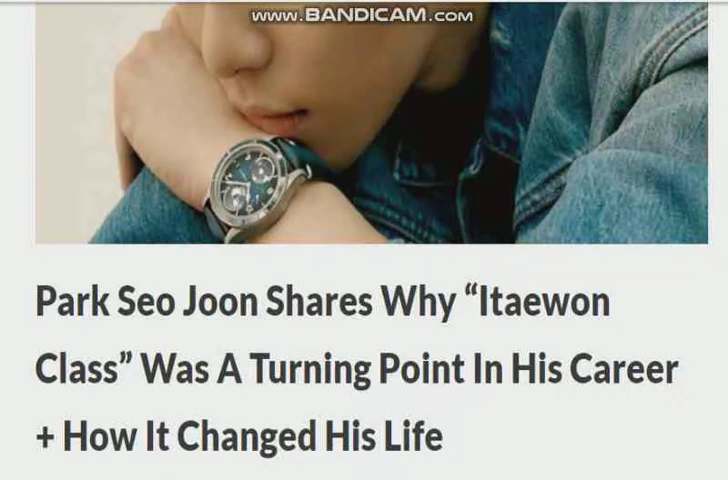 www.BANDICAM.com
Park Seo Joon Shares Why “Itaewon
Class” Was A Turning Point In His Career
+ How It Changed His Life